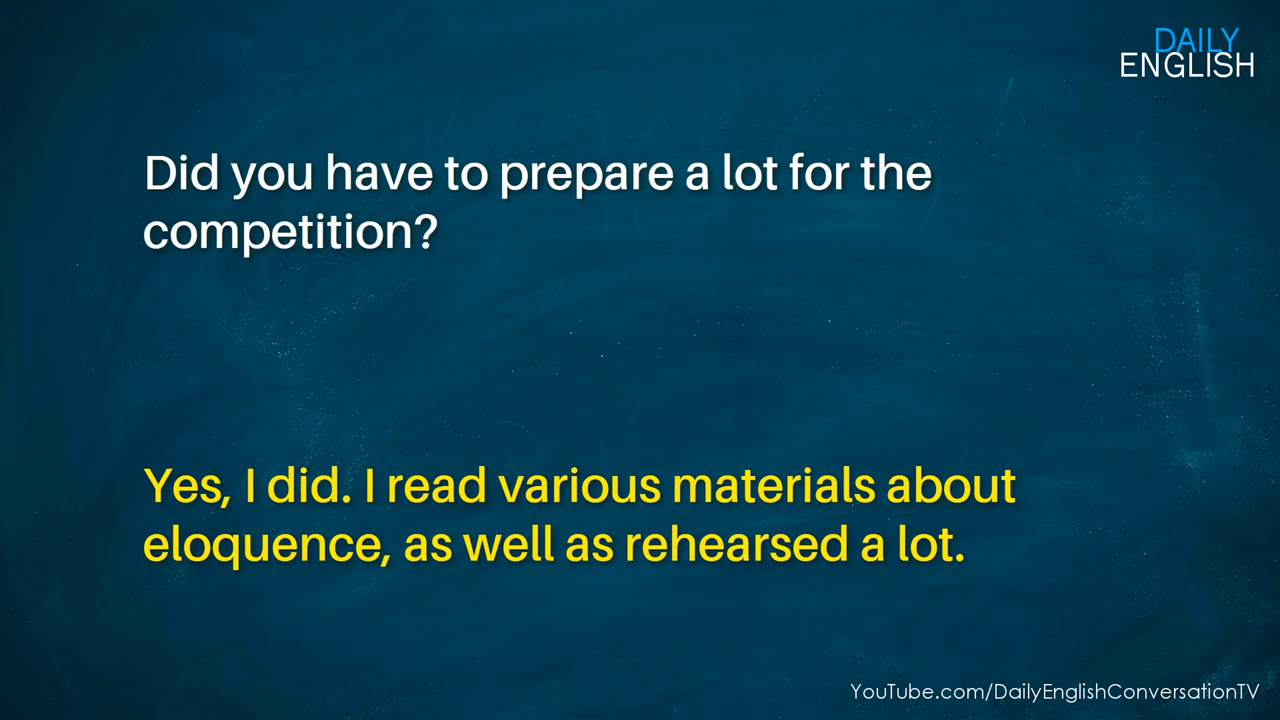 DAILY
ENGLISH
Did you have to prepare a lot for the
competition?
Yes, I did. I read various materials about
eloquence, as well as rehearsed a lot.
YouTube.com/DailyEnglishConversationTV